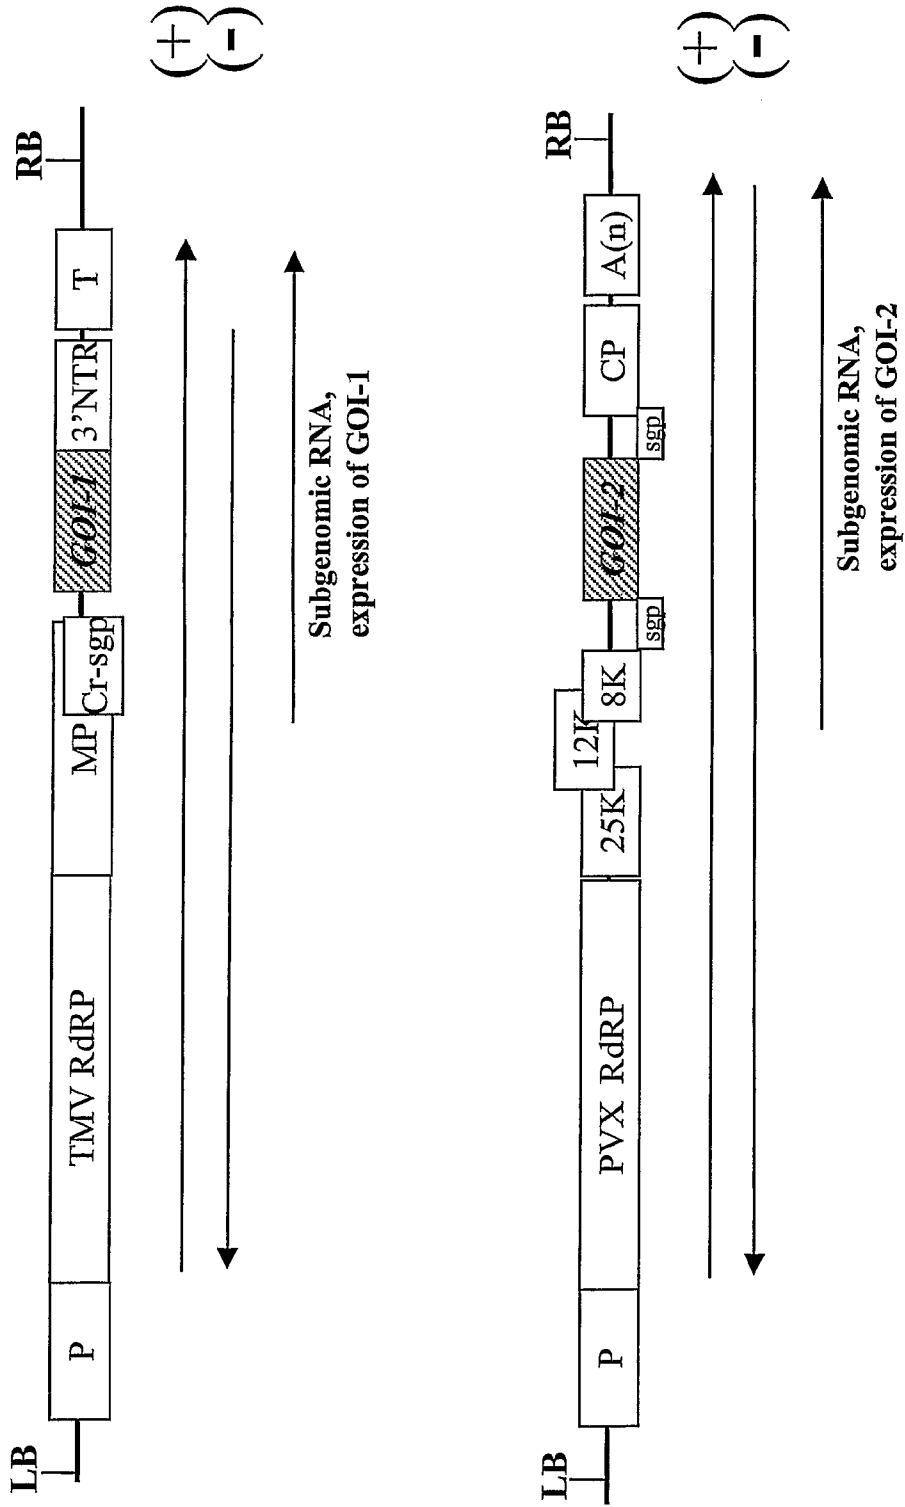 LB
RB
P
TMV RdRP
MP
Cr-sgp
GOI-1
3'NTR
T
(+)
(-)
Subgenomic RNA,
expression of GOI-1
LB
RB
P
PVX RdRP
25K
12K
8K
sgp
GOI-2
sgp
CP
A(n)
(+)
(-)
Subgenomic RNA,
expression of GOI-2